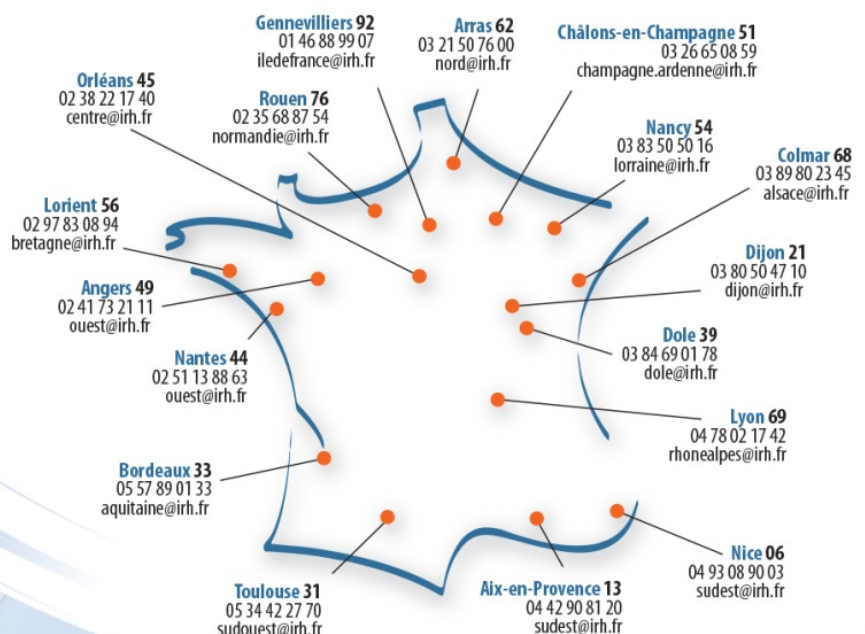 Gennevilliers 92
01 46 88 99 07
iledefrance@irh.fr
Arras 62
03 21 50 76 00
nord@irh.fr
Châlons-en-Champagne 51
03 26 65 08 59
champagne.ardenne@irh.fr
Orléans 45
02 38 22 17 40
centre@irh.fr
Rouen 76
02 35 68 87 54
normandie@irh.fr
Nancy 54
03 83 50 50 16
lorraine@irh.fr
Colmar 68
03 89 80 23 45
alsace@irh.fr
Lorient 56
02 97 83 08 94
bretagne@irh.fr
Dijon 21
03 80 50 47 10
dijon@irh.fr
Angers 49
02 41 73 21 11
ouest@irh.fr
Dole 39
03 84 69 01 78
dole@irh.fr
Nantes 44
02 51 13 88 63
ouest@irh.fr
Lyon 69
04 78 02 17 42
rhonealpes@irh.fr
Bordeaux 33
05 57 89 01 33
aquitaine@irh.fr
Nice 06
04 93 08 90 03
sudest@irh.fr
Toulouse 31
05 34 42 27 70
sudouest@irh.fr
Aix-en-Provence 13
04 42 90 81 20
sudest@irh.fr